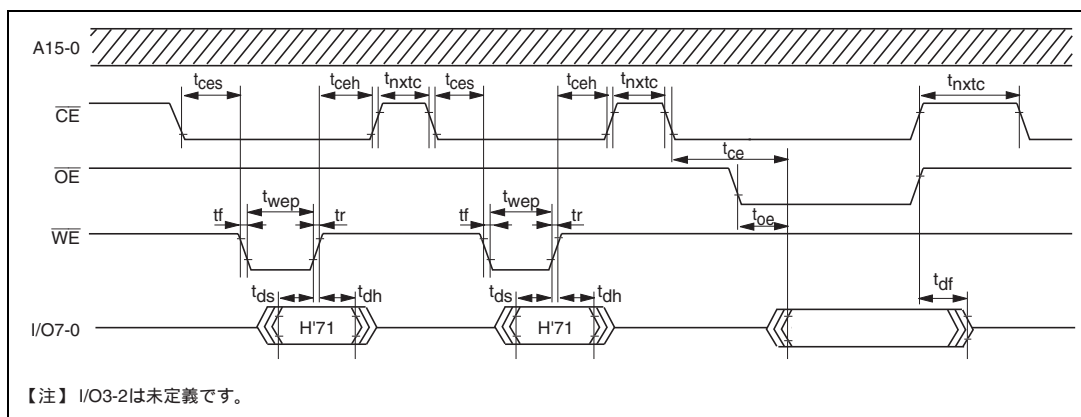 A15-0
tces tceh tnxtc tces tceh tnxtc tnxtc
CE
tce
OE
twep twep toe
tf tr tf tr
WE
tds tdh tds tdh tdf
I/O7-0 H'71 H'71
【注】 I/O3-2は未定義です。